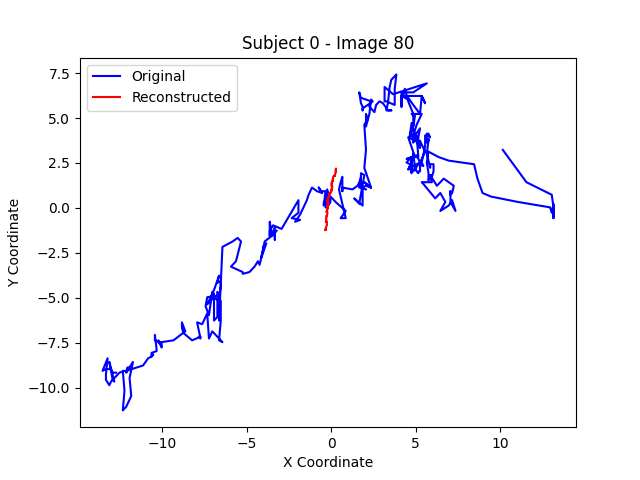 Subject 0 - Image 80
Original
Reconstructed
7.5
5.0
2.5
0.0
−2.5
−5.0
−7.5
−10.0
Y Coordinate
−10 −5 0 5 10
X Coordinate